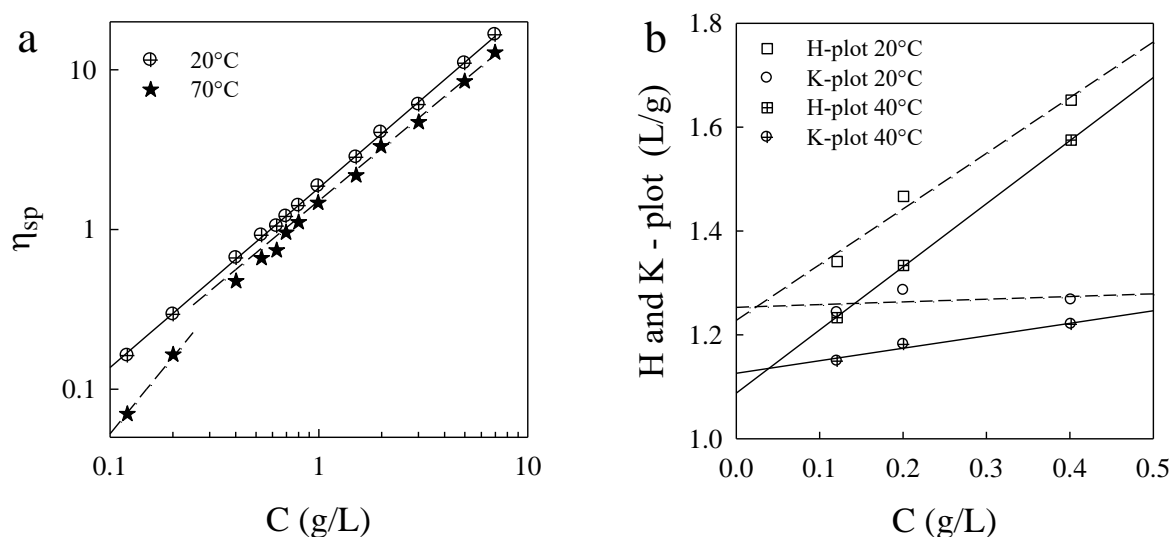 a
20°C
70°C
10
1
0.1
η_sp
0.1 1 10
C (g/L)
b
H-plot 20°C
K-plot 20°C
H-plot 40°C
K-plot 40°C
1.8
1.6
1.4
1.2
1.0
H and K - plot (L/g)
0.0 0.1 0.2 0.3 0.4 0.5
C (g/L)